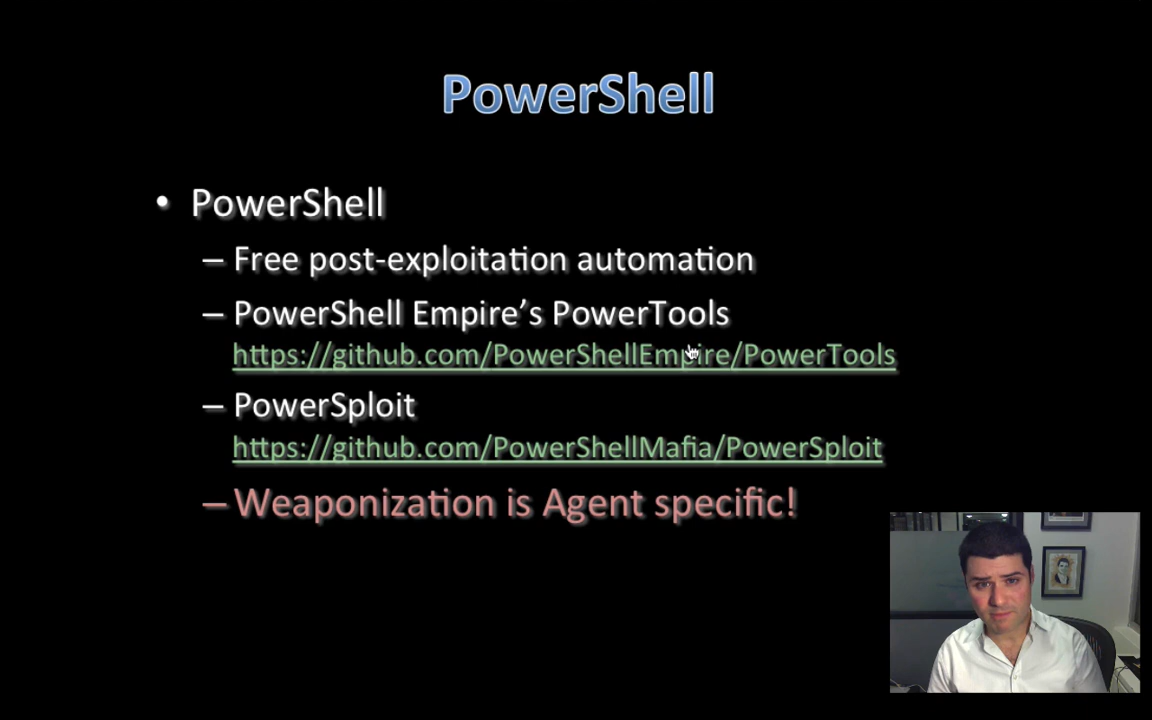 PowerShell
• PowerShell
– Free post-exploitation automation
– PowerShell Empire’s PowerTools
https://github.com/PowerShellEmpire/PowerTools
– PowerSploit
https://github.com/PowerShellMafia/PowerSploit
– Weaponization is Agent specific!